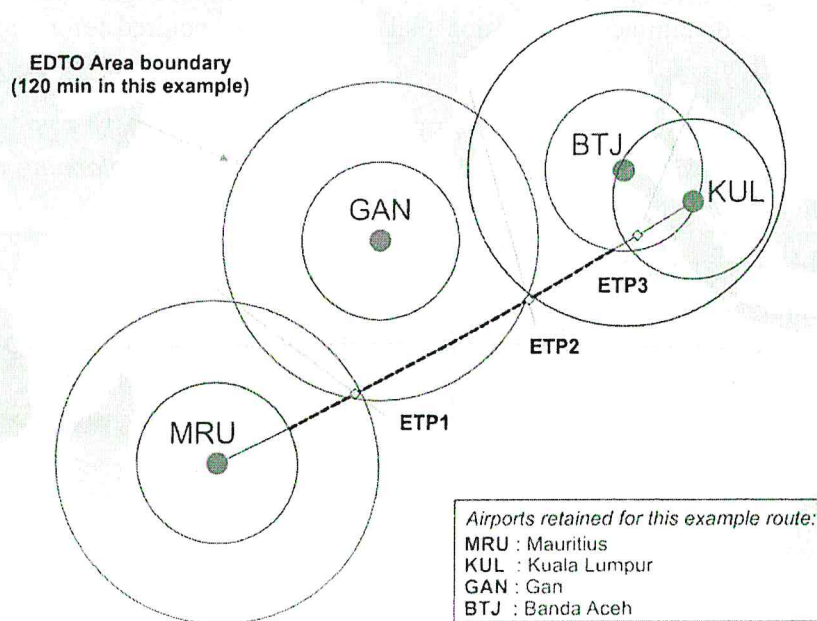 EDTO Area boundary
(120 min in this example)
BTJ
KUL
GAN
ETP3
ETP2
ETP1
MRU
Airports retained for this example route:
MRU : Mauritius
KUL : Kuala Lumpur
GAN : Gan
BTJ : Banda Aceh